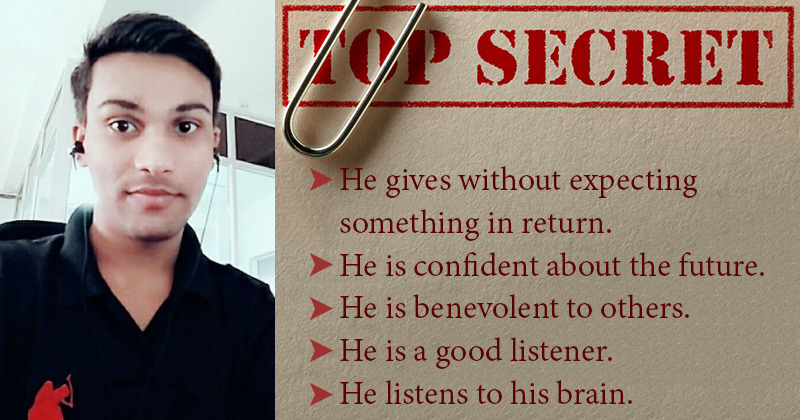 TOP SECRET
➤ He gives without expecting
something in return.
➤ He is confident about the future.
➤ He is benevolent to others.
➤ He is a good listener.
➤ He listens to his brain.